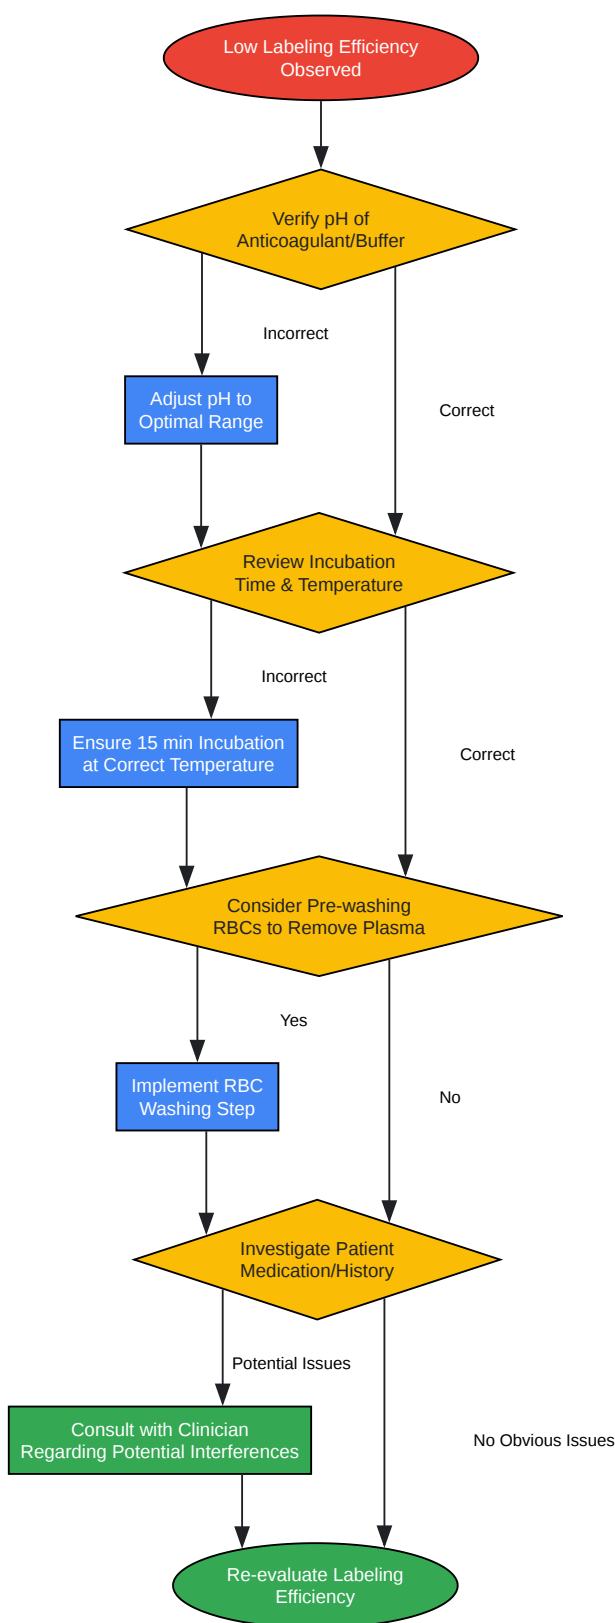 Low Labeling Efficiency
Observed
Verify pH of
Anticoagulant/Buffer
Incorrect
Adjust pH to
Optimal Range
Correct
Review Incubation
Time & Temperature
Incorrect
Ensure 15 min Incubation
at Correct Temperature
Correct
Consider Pre-washing
RBCs to Remove Plasma
Yes
Implement RBC
Washing Step
No
Investigate Patient
Medication/History
Potential Issues
Consult with Clinician
Regarding Potential Interferences
No Obvious Issues
Re-evaluate Labeling
Efficiency